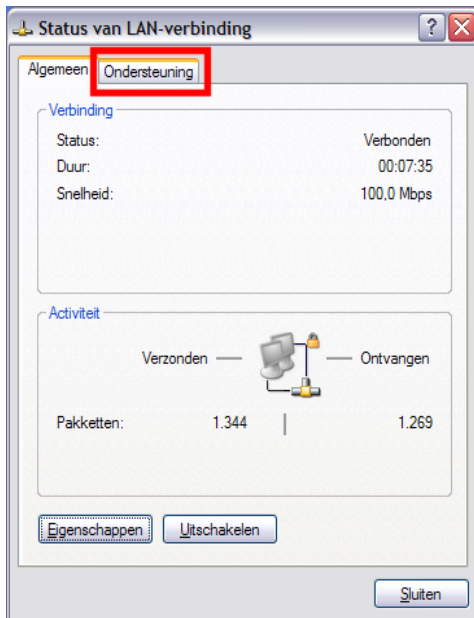 Status van LAN-verbinding
Algemeen Ondersteuning
Verbinding
Status: Verbonden
Duur: 00:07:35
Snelheid: 100,0 Mbps
Activiteit
Verzonden Ontvangen
Pakketten: 1.344 1.269
Eigenschappen Uitschakelen
Sluiten